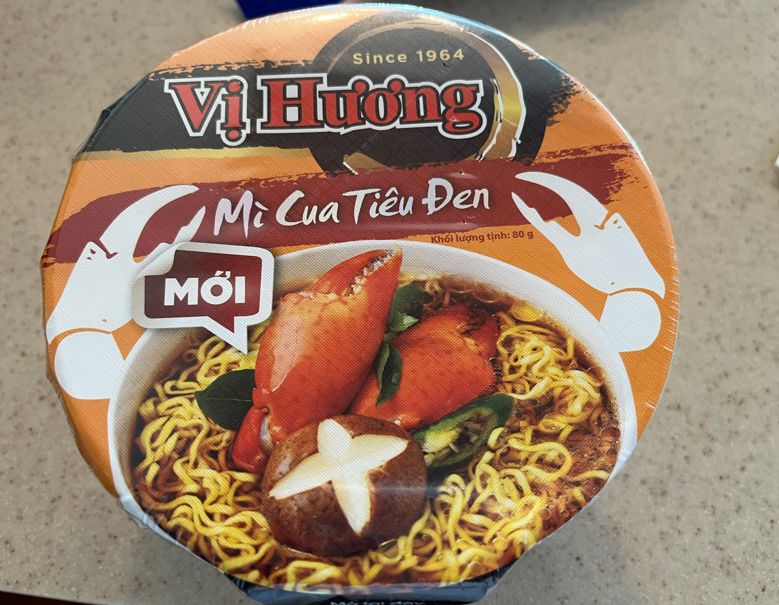 Since 1964
Vị Hương
Mì Cua Tiêu Đen
Khối lượng tịnh: 80 g
MỚI